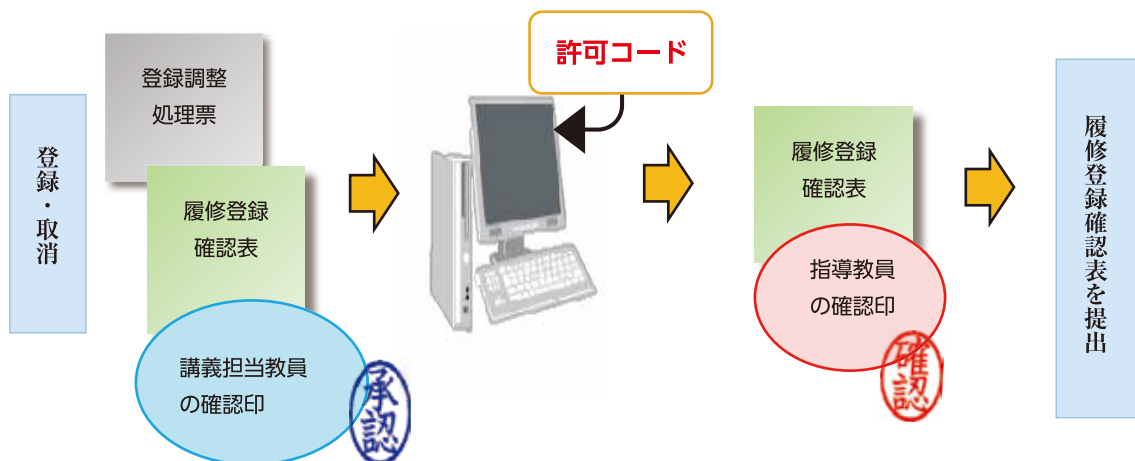 登録・取消
登録調整
処理票
履修登録
確認表
講義担当教員
の確認印
承認
許可コード
履修登録
確認表
指導教員
の確認印
確認
履修登録確認表を提出